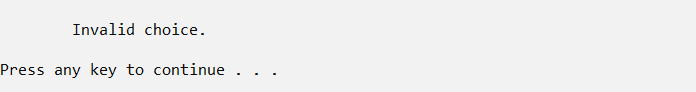 Invalid choice.
Press any key to continue . . .